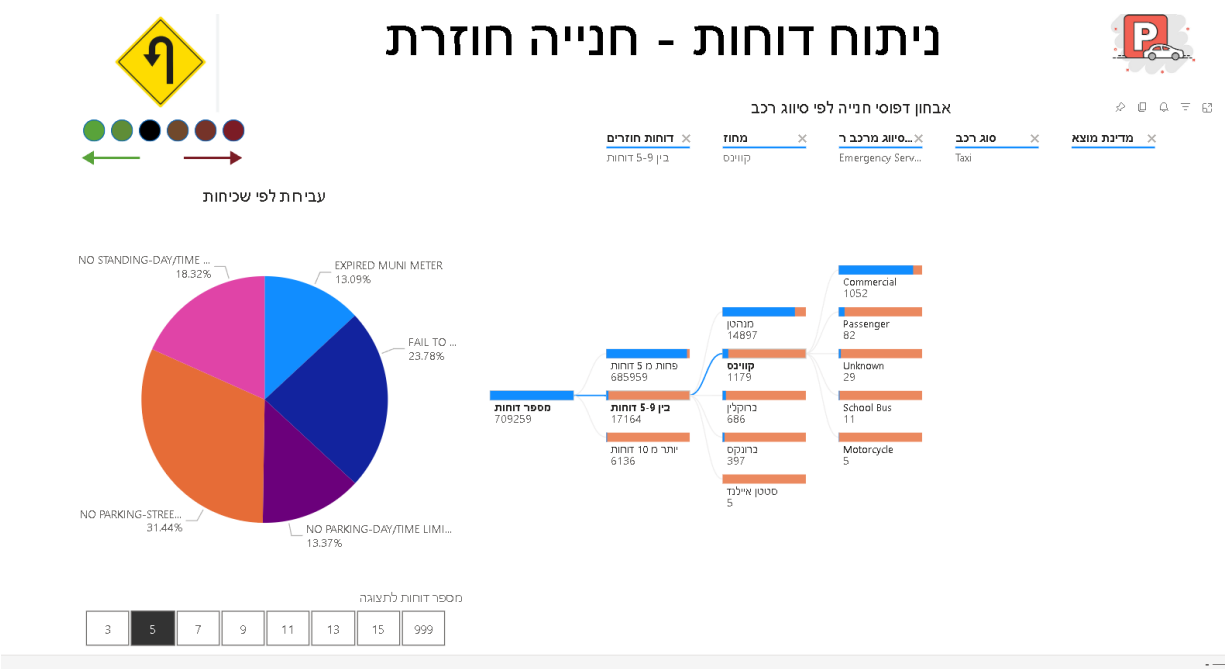 ניתוח דוחות - חנייה חוזרת
P
אבחון דפוסי חנייה לפי סיווג רכב
דוחות חוזרים
בין 5-9 דוחות
מחוז
קווינס
סיווג מרכב ר...
Emergency Serv...
סוג רכב
Taxi
מדינת מוצא
עבירות לפי שכיחות
NO STANDING-DAY/TIME ...
18.32%
EXPIRED MUNI METER
13.09%
FAIL TO ...
23.78%
NO PARKING-STREE...
31.44%
NO PARKING-DAY/TIME LIMI...
13.37%
מספר דוחות
709259
פחות מ 5 דוחות
685959
בין 5-9 דוחות
17164
יותר מ 10 דוחות
6136
מנהטן
14897
קווינס
1179
ברוקלין
686
ברונקס
397
סטטן איילנד
5
Commercial
1052
Passenger
82
Unknown
29
School Bus
11
Motorcycle
5
מספר דוחות לתצוגה
3 5 7 9 11 13 15 999